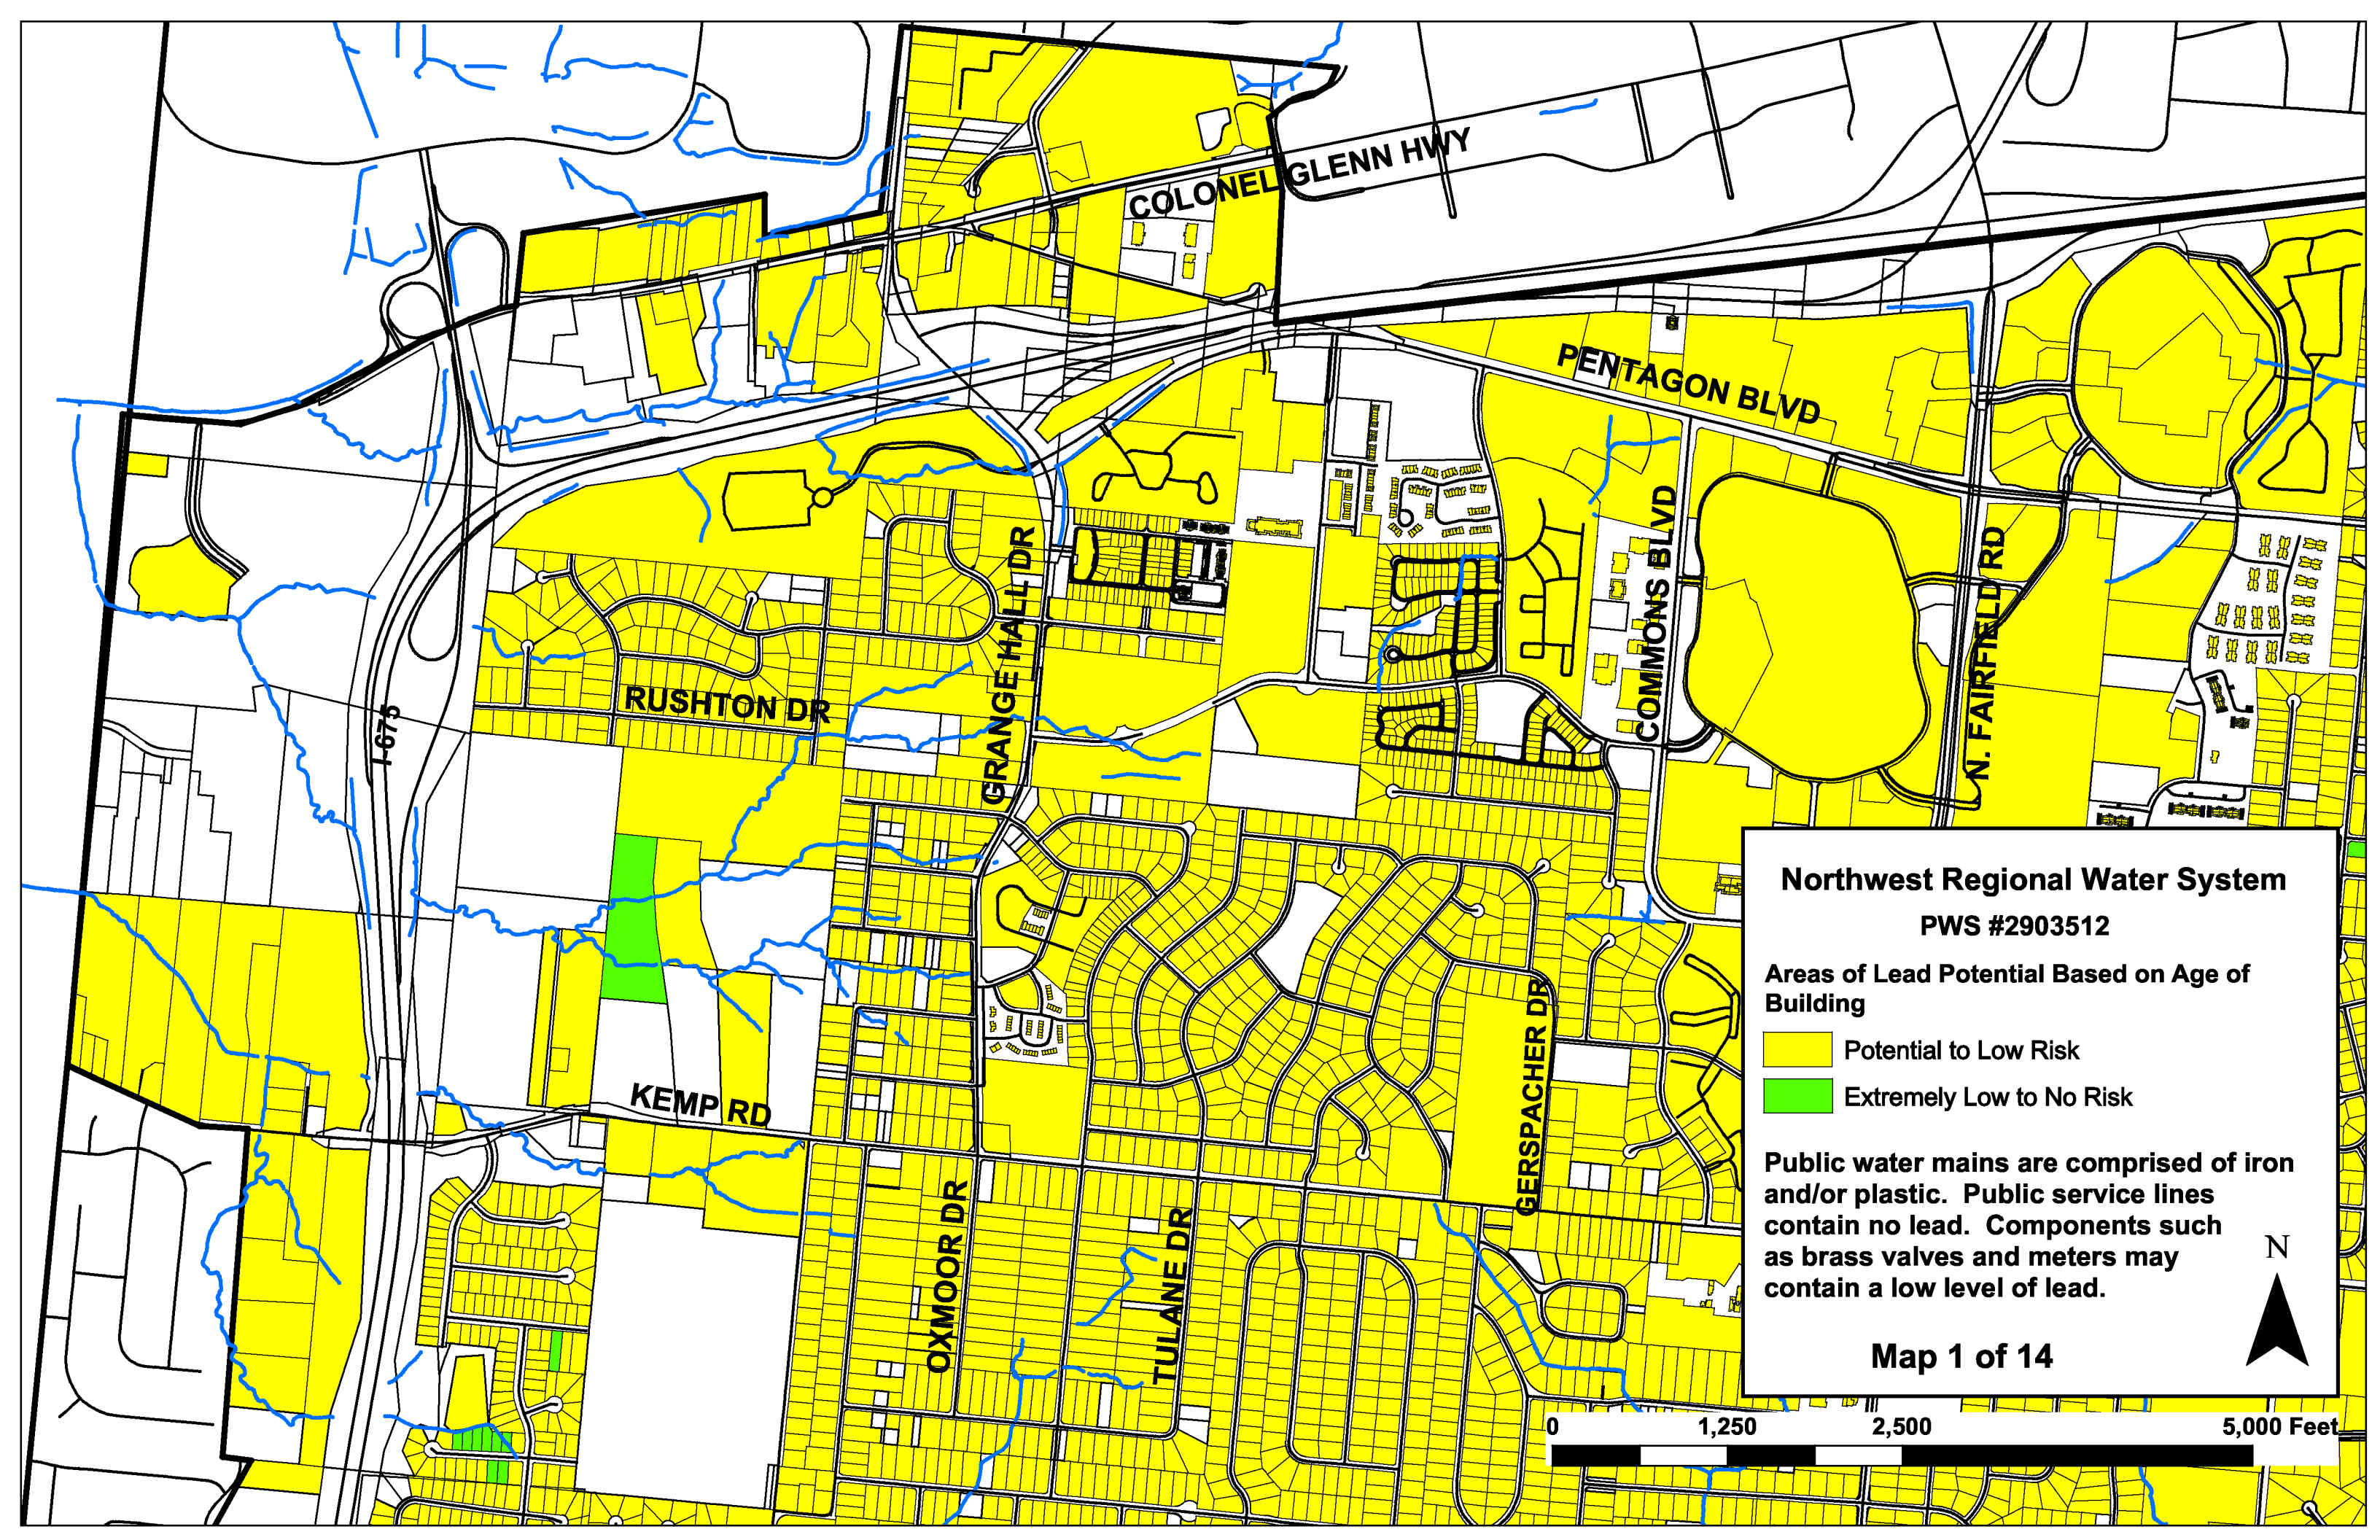 COLONEL GLENN HWY
PENTAGON BLVD
GRANGE HALL DR
COMMONS BLVD
N. FAIRFIELD RD
RUSHTON DR
I-675
KEMP RD
GERSPACHER DR
OXMOOR DR
TULANE DR
Northwest Regional Water System
PWS #2903512
Areas of Lead Potential Based on Age of
Building
Potential to Low Risk
Extremely Low to No Risk
Public water mains are comprised of iron
and/or plastic. Public service lines
contain no lead. Components such
as brass valves and meters may
contain a low level of lead.
N
Map 1 of 14
0 1,250 2,500 5,000 Feet